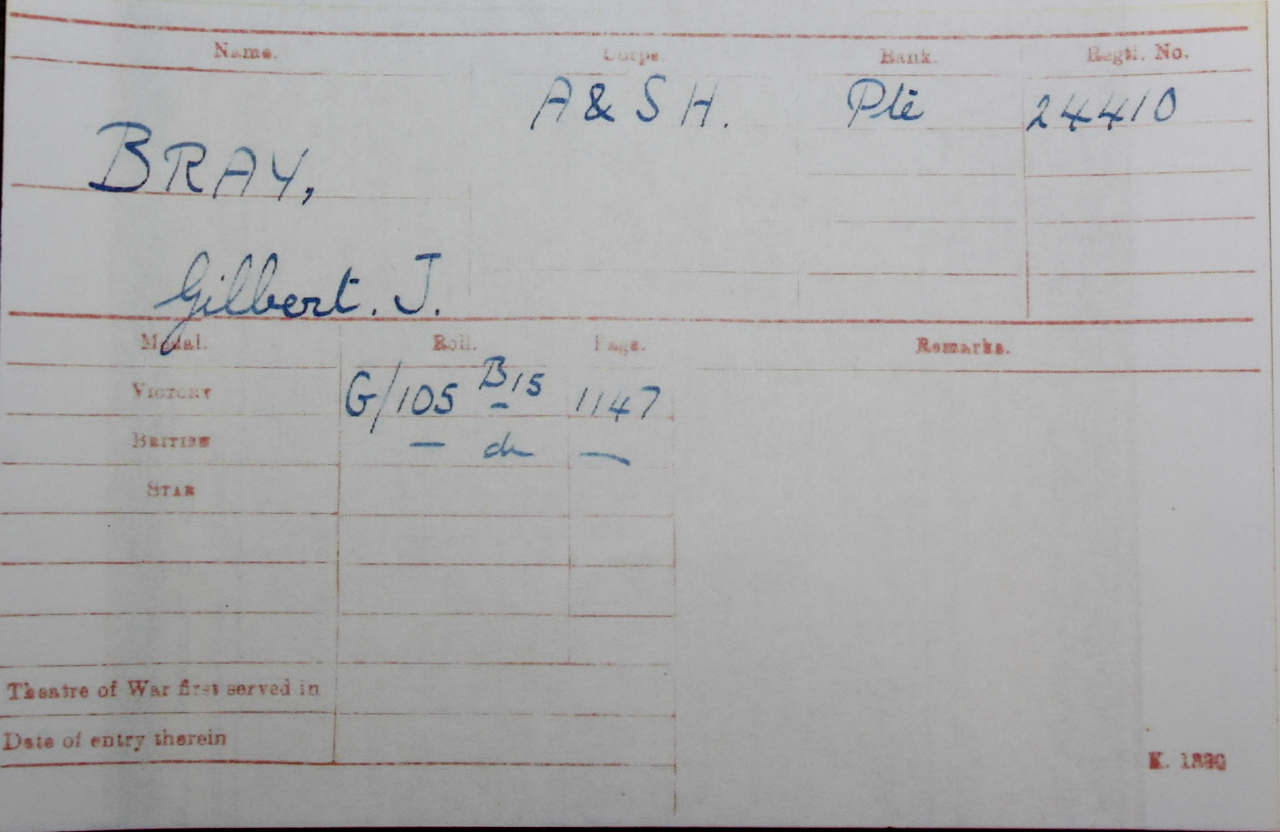 Name. Corps. Rank. Regtl. No.
A & S H. Pte 24410
BRAY,
Gilbert. J.
Medal. Roll. Page. Remarks.
VICTORY G/105 B15 1147
BRITISH — do —
STAR
Theatre of War first served in
Date of entry therein
K. 1380